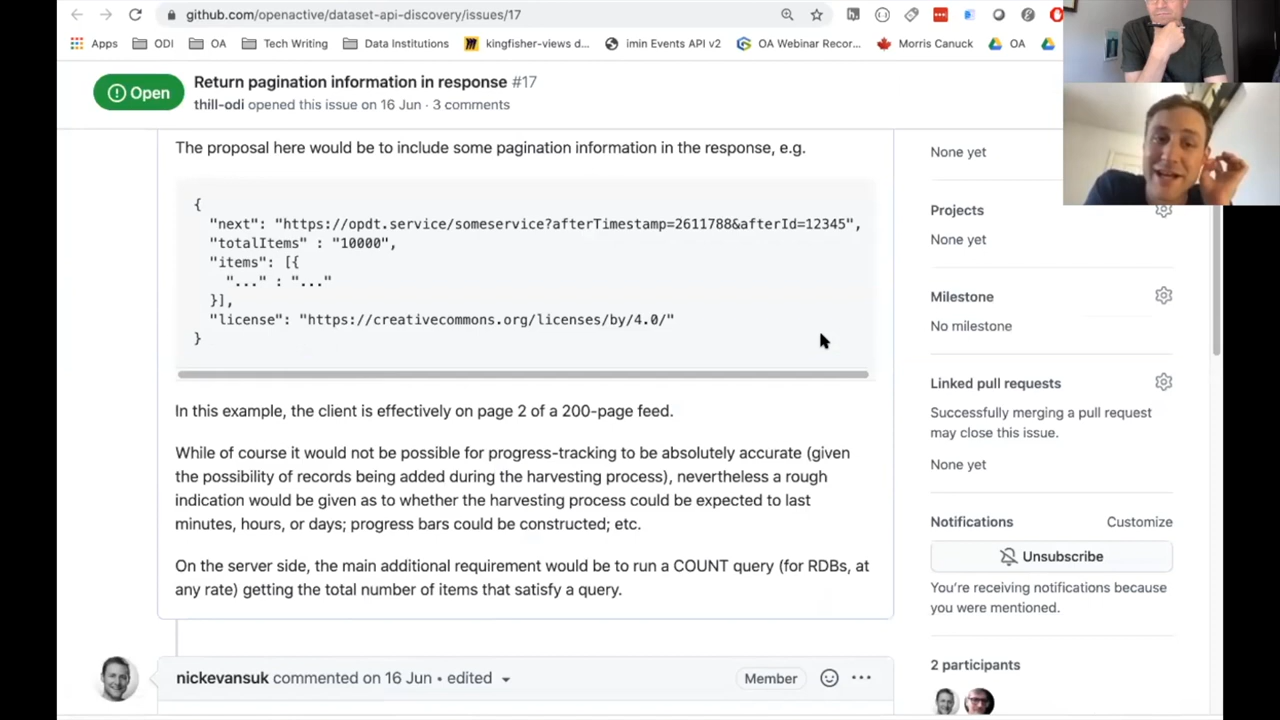 github.com/openactive/dataset-api-discovery/issues/17
Apps ODI OA Tech Writing Data Institutions kingfisher-views d... imin Events API v2 OA Webinar Recor... Morris Canuck OA
Open
Return pagination information in response #17
thill-odi opened this issue on 16 Jun · 3 comments
The proposal here would be to include some pagination information in the response, e.g.
{
"next": "https://opdt.service/someservice?afterTimestamp=2611788&afterId=12345",
"totalItems" : "10000",
"items": [{
"..." : "..."
}],
"license": "https://creativecommons.org/licenses/by/4.0/"
}
In this example, the client is effectively on page 2 of a 200-page feed.
While of course it would not be possible for progress-tracking to be absolutely accurate (given
the possibility of records being added during the harvesting process), nevertheless a rough
indication would be given as to whether the harvesting process could be expected to last
minutes, hours, or days; progress bars could be constructed; etc.
On the server side, the main additional requirement would be to run a COUNT query (for RDBs, at
any rate) getting the total number of items that satisfy a query.
nickevansuk commented on 16 Jun • edited
Member
None yet
Projects
None yet
Milestone
No milestone
Linked pull requests
Successfully merging a pull request
may close this issue.
None yet
Notifications
Customize
Unsubscribe
You're receiving notifications because
you were mentioned.
2 participants